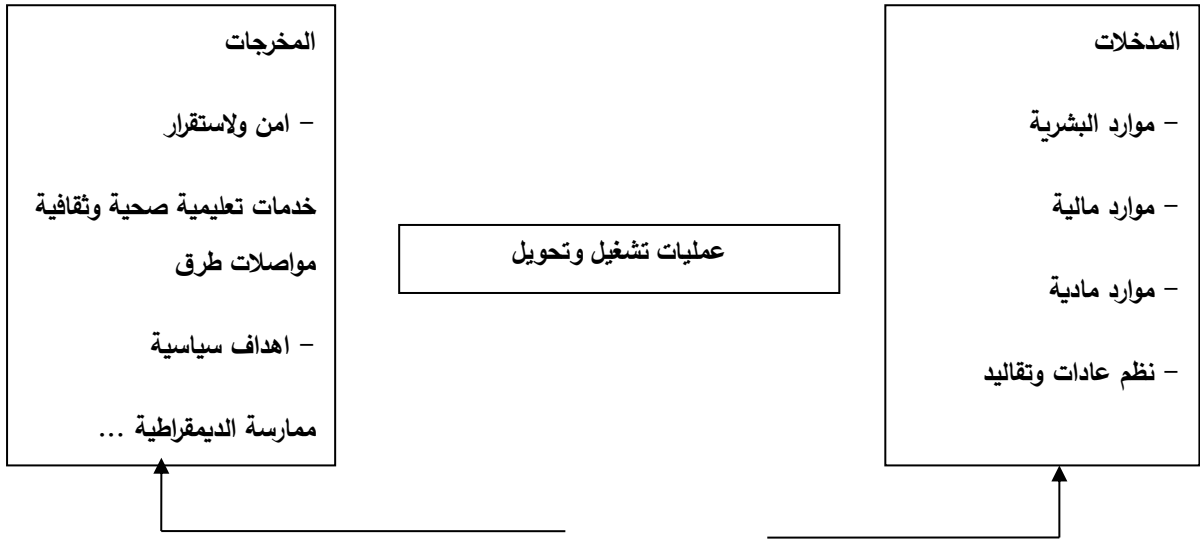 المدخلات
– موارد البشرية
– موارد مالية
– موارد مادية
– نظم عادات وتقاليد
عمليات تشغيل وتحويل
المخرجات
– امن ولاستقرار
خدمات تعليمية صحية وثقافية
مواصلات طرق
– اهداف سياسية
ممارسة الديمقراطية ...